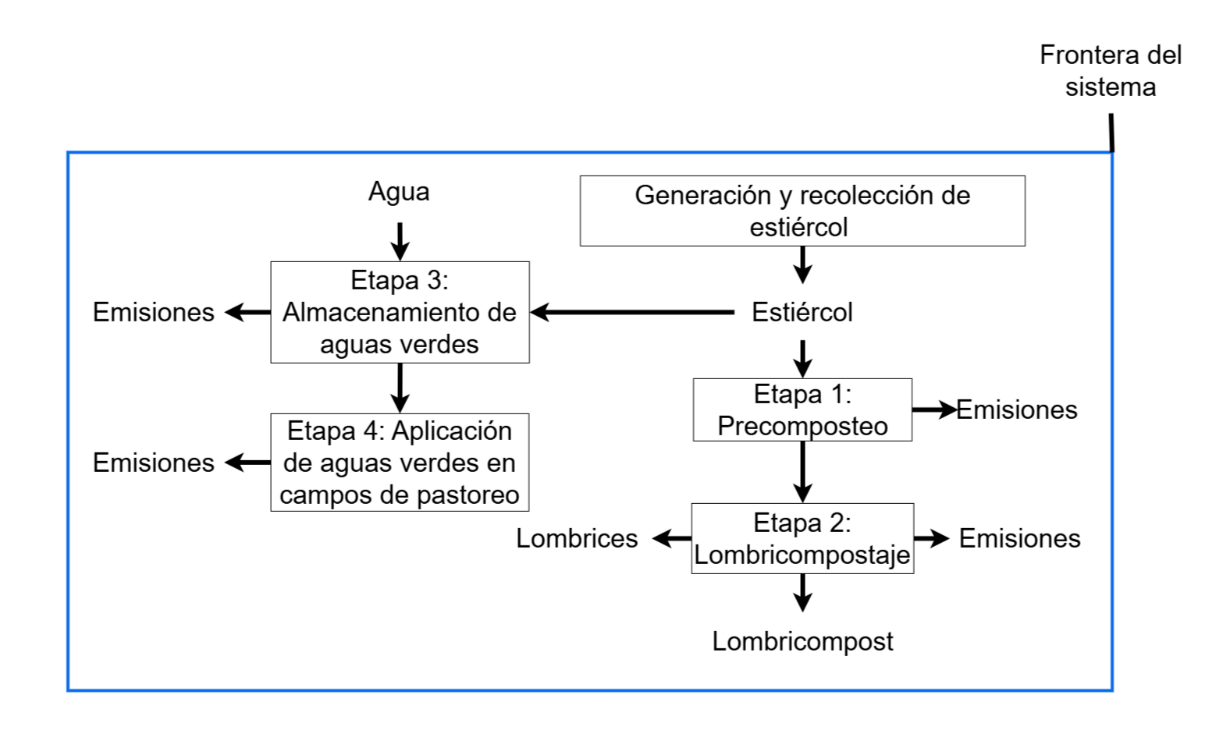 Frontera del
sistema
Agua
Generación y recolección de
estiércol
Etapa 3:
Almacenamiento de
aguas verdes
Emisiones
Estiércol
Etapa 1:
Precomposteo
Emisiones
Etapa 4: Aplicación
de aguas verdes en
campos de pastoreo
Emisiones
Etapa 2:
Lombricompostaje
Lombrices
Emisiones
Lombricompost